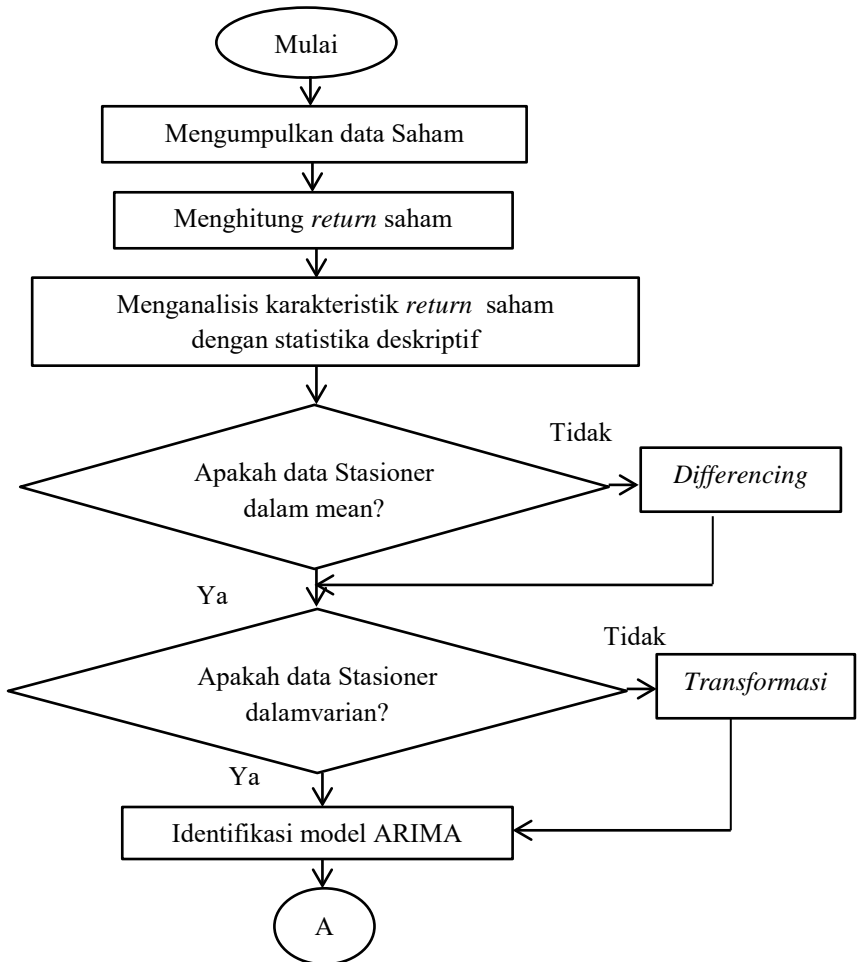 Mulai
Mengumpulkan data Saham
Menghitung return saham
Menganalisis karakteristik return saham
dengan statistika deskriptif
Tidak
Apakah data Stasioner
dalam mean?
Differencing
Ya
Tidak
Apakah data Stasioner
dalamvarian?
Transformasi
Ya
Identifikasi model ARIMA
A